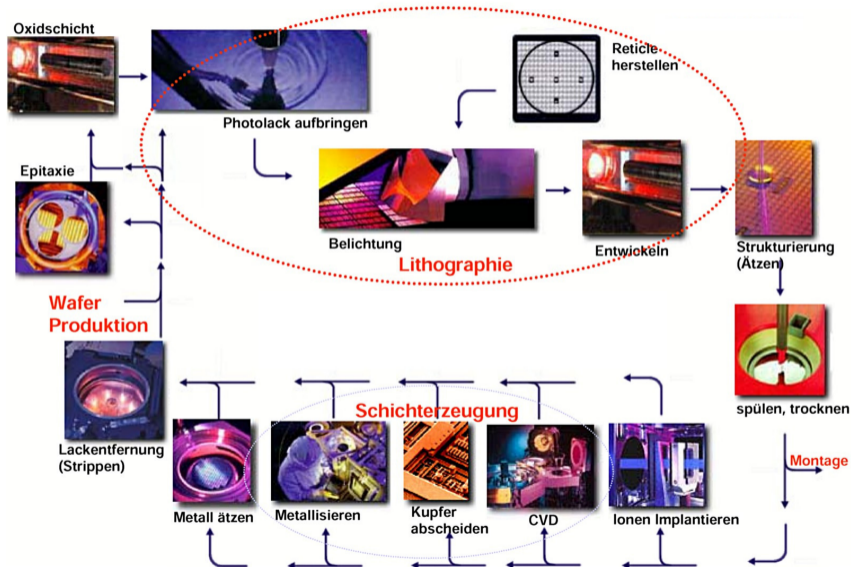 Oxidschicht
Photolack aufbringen
Reticle
herstellen
Epitaxie
Belichtung
Entwickeln
Strukturierung
(Ätzen)
Lithographie
Wafer
Produktion
spülen, trocknen
Lackentfernung
(Strippen)
Schichterzeugung
Montage
Metall ätzen
Metallisieren
Kupfer
abscheiden
CVD
Ionen Implantieren